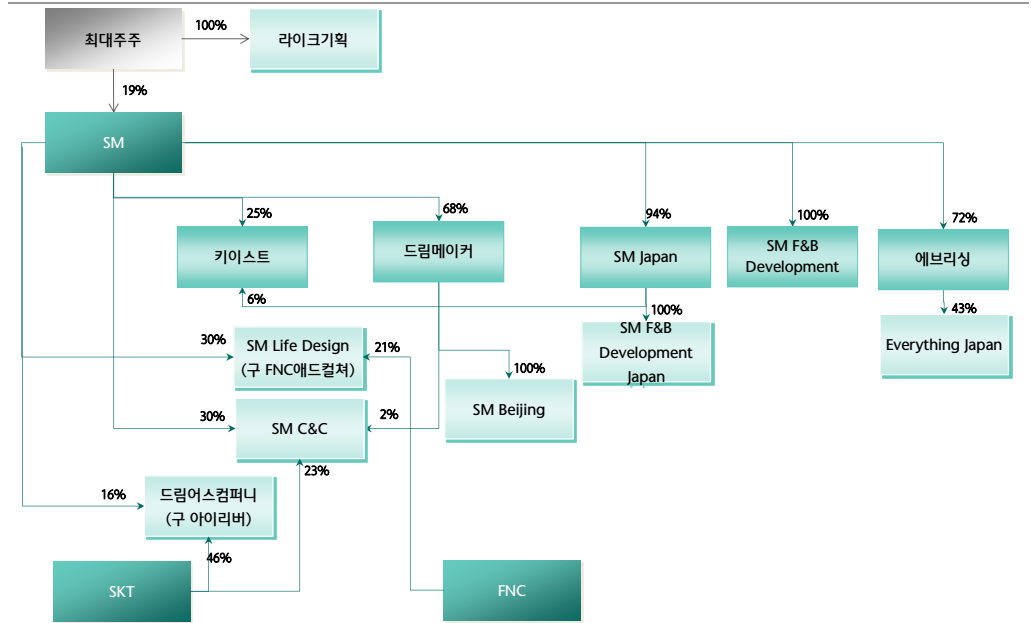 최대주주
100%
라이크기획
19%
SM
25%
68%
94%
100%
72%
키이스트
드림메이커
SM Japan
SM F&B
Development
에브리싱
6%
100%
43%
30%
SM Life Design
(구 FNC애드컬쳐)
21%
SM F&B
Development
Japan
Everything Japan
100%
SM Beijing
30%
SM C&C
2%
23%
16%
드림어스컴퍼니
(구 아이리버)
46%
SKT
FNC